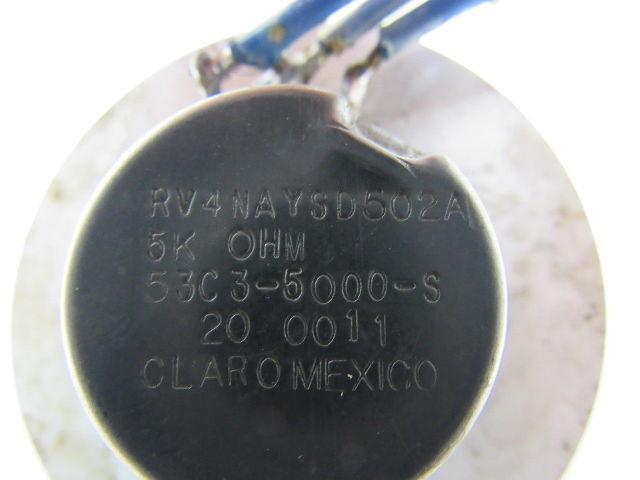 RV4NAYSD502A
5K OHM
53C3-5000-S
20 0011
CLAROMEXICO